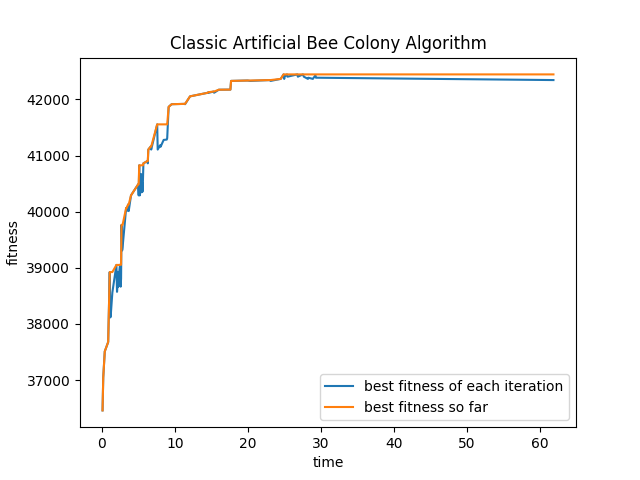 Classic Artificial Bee Colony Algorithm
fitness
42000
41000
40000
39000
38000
37000
best fitness of each iteration
best fitness so far
0 10 20 30 40 50 60
time